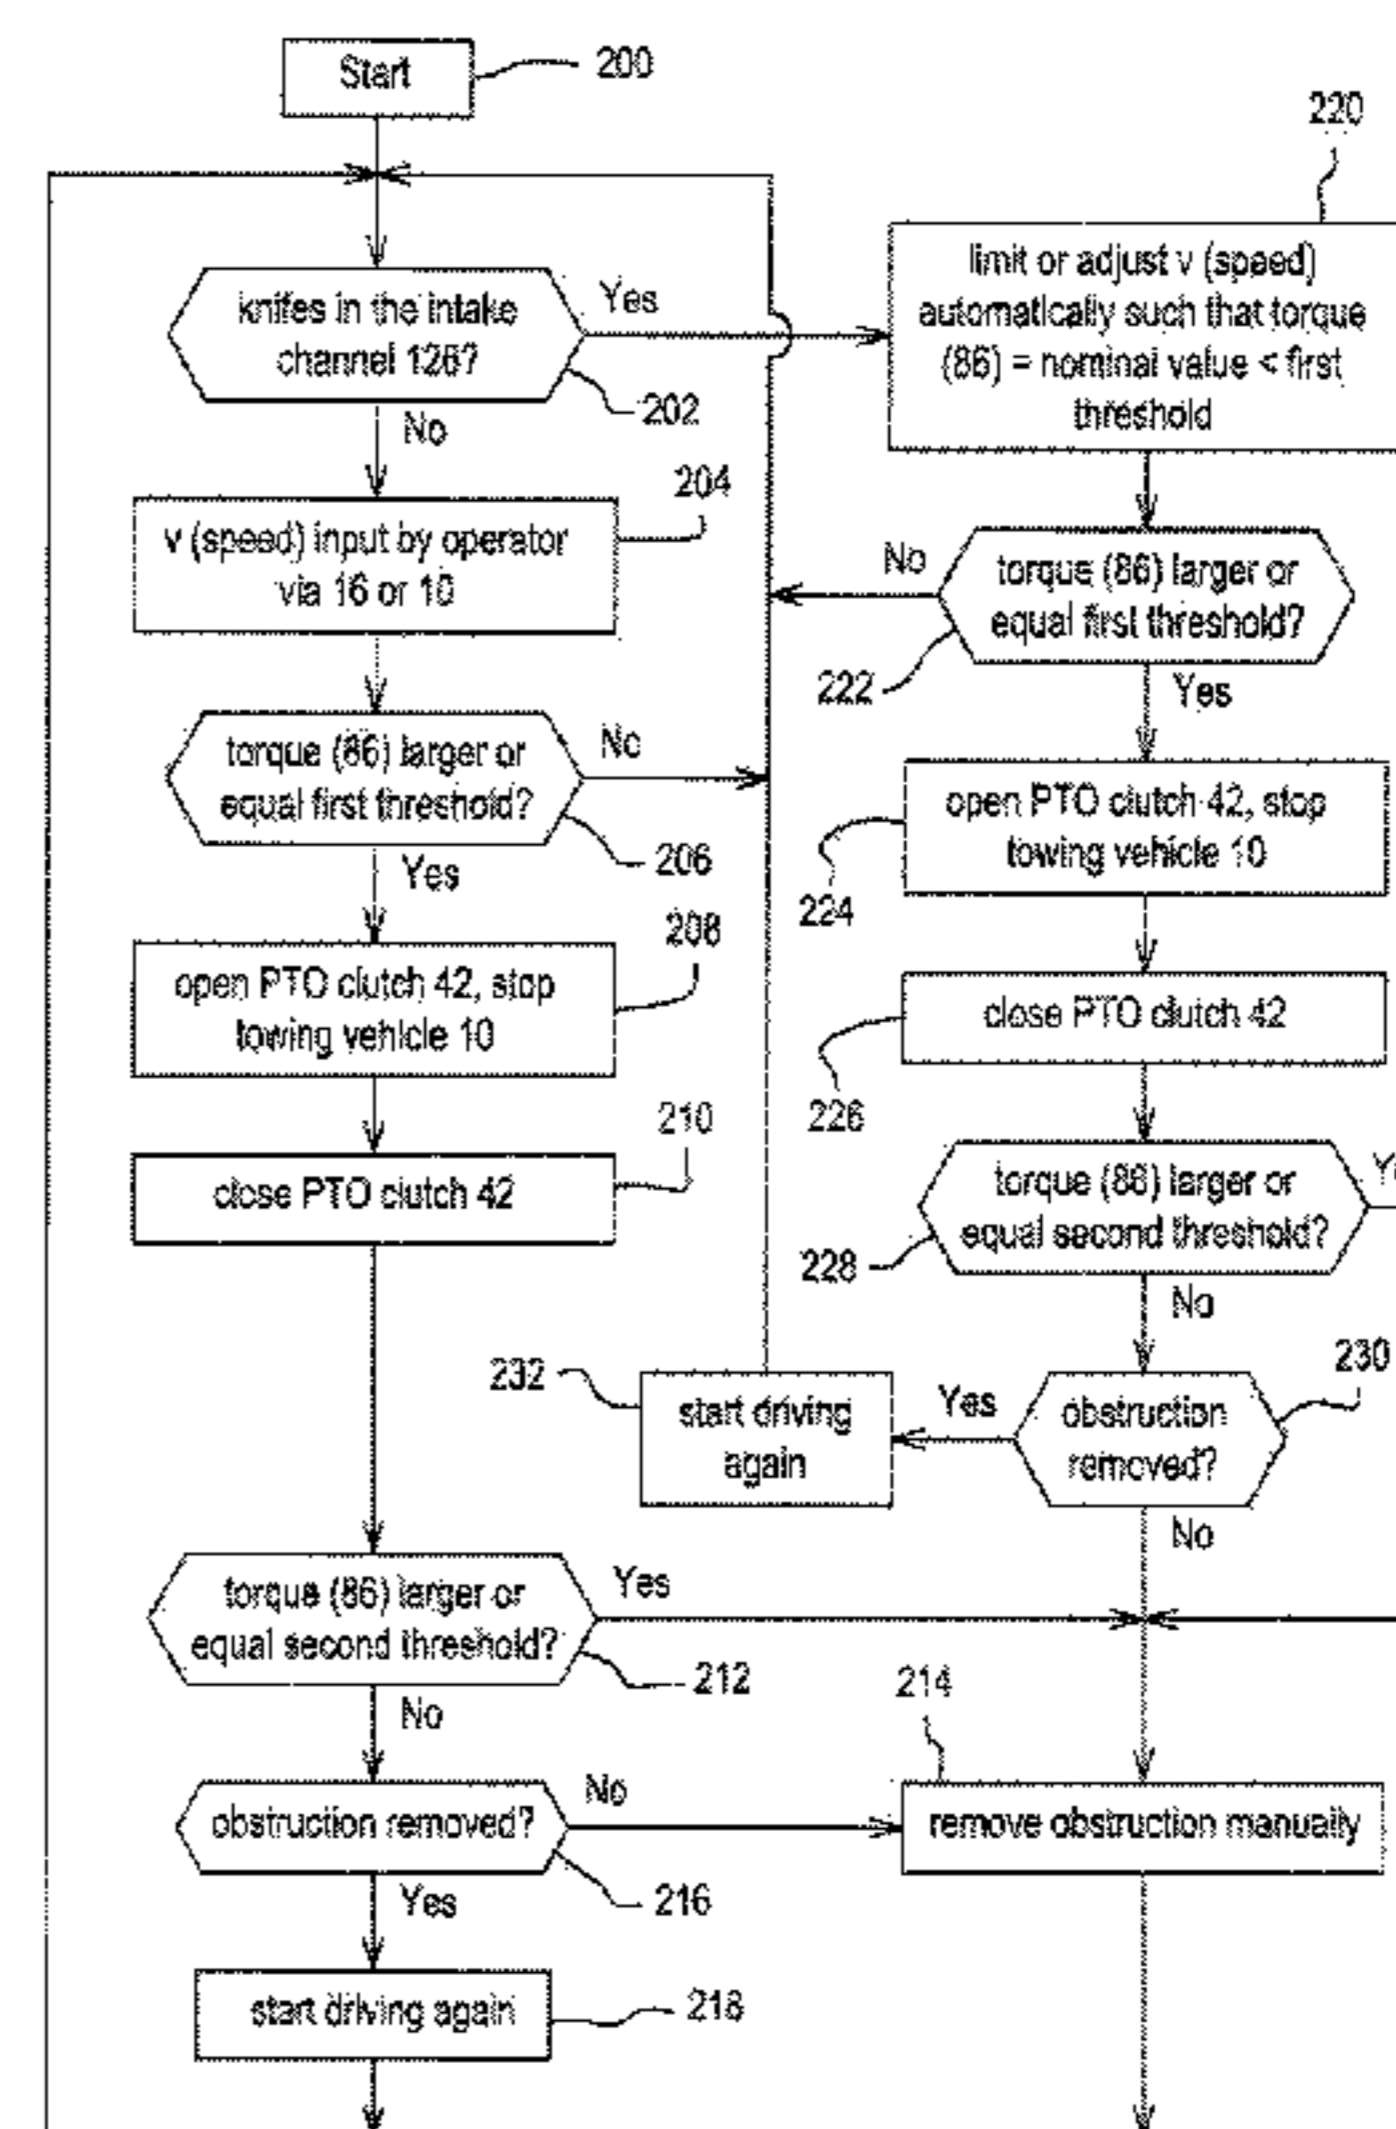 Start
200
knifes in the intake
channel 126?
Yes
202
No
v (speed) input by operator
via 16 or 10
204
torque (86) larger or
equal first threshold?
No
206
Yes
open PTO clutch 42, stop
towing vehicle 10
208
close PTO clutch 42
210
torque (86) larger or
equal second threshold?
Yes
212
No
obstruction removed?
No
216
Yes
start driving again
218
220
limit or adjust v (speed)
automatically such that torque
(86) = nominal value < first
threshold
torque (86) larger or
equal first threshold?
No
222
Yes
open PTO clutch 42, stop
towing vehicle 10
224
close PTO clutch 42
226
torque (86) larger or
equal second threshold?
228
No
230
obstruction
removed?
Yes
No
232
start driving
again
214
remove obstruction manually